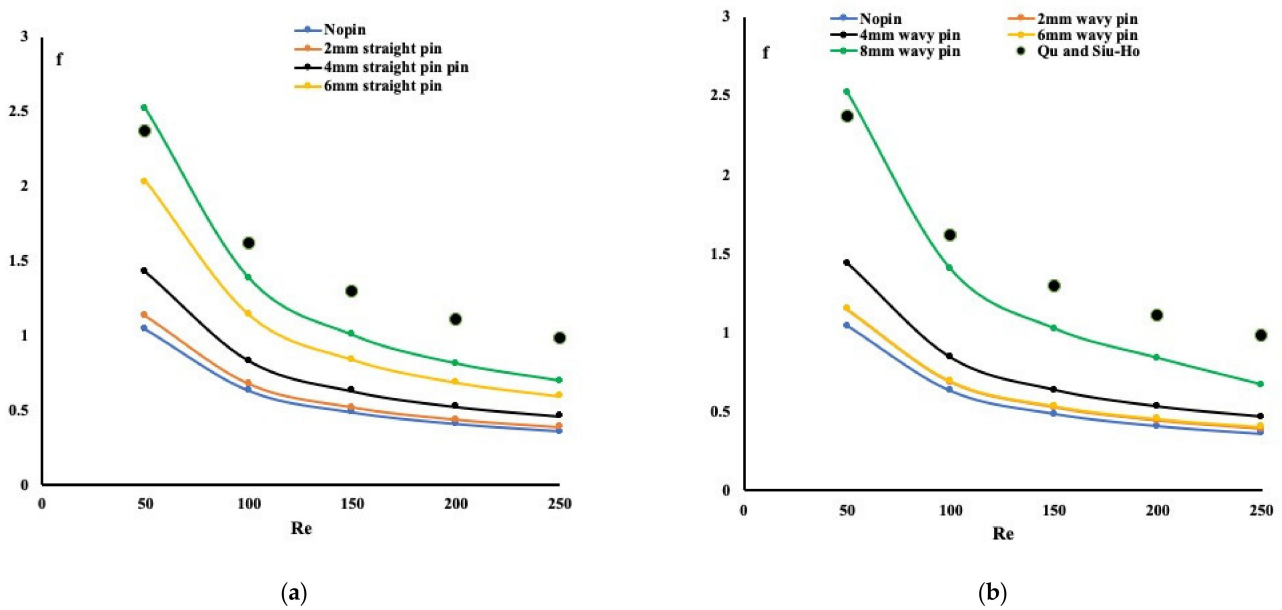 Nopin
2mm straight pin
4mm straight pin pin
6mm straight pin
f
3
2.5
2
1.5
1
0.5
0
0 50 100 150 200 250
Re
(a)
Nopin 2mm wavy pin
4mm wavy pin 6mm wavy pin
8mm wavy pin Qu and Siu-Ho
f
3
2.5
2
1.5
1
0.5
0
0 50 100 150 200 250
Re
(b)